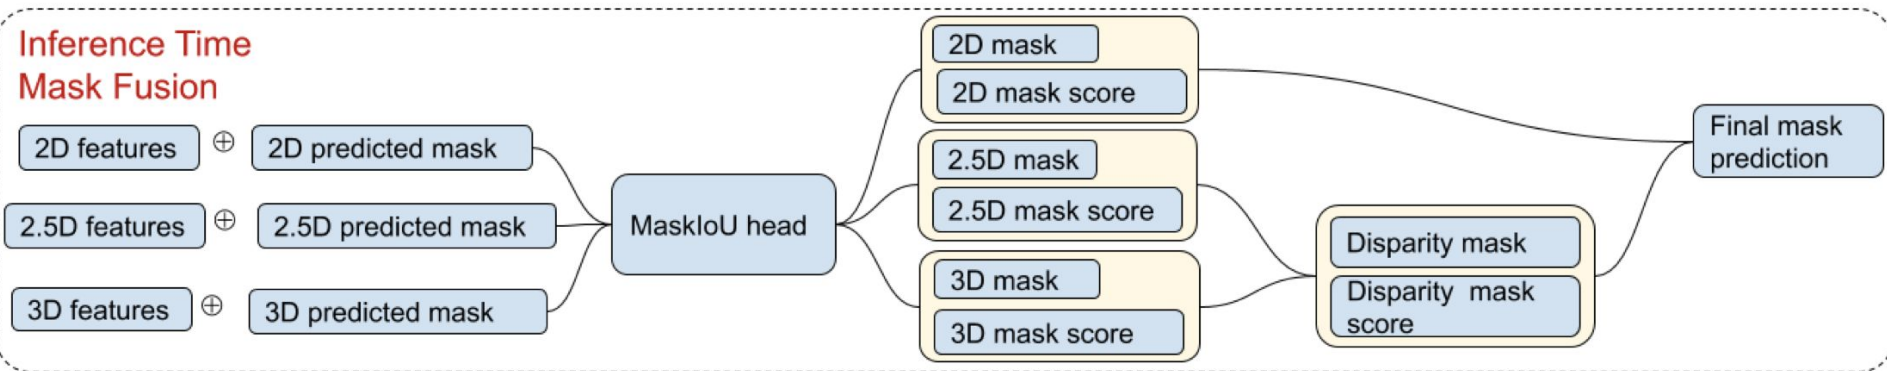 Inference Time
Mask Fusion
2D features ⊕ 2D predicted mask
2.5D features ⊕ 2.5D predicted mask
3D features ⊕ 3D predicted mask
MaskIoU head
2D mask
2D mask score
2.5D mask
2.5D mask score
3D mask
3D mask score
Disparity mask
Disparity mask
score
Final mask
prediction